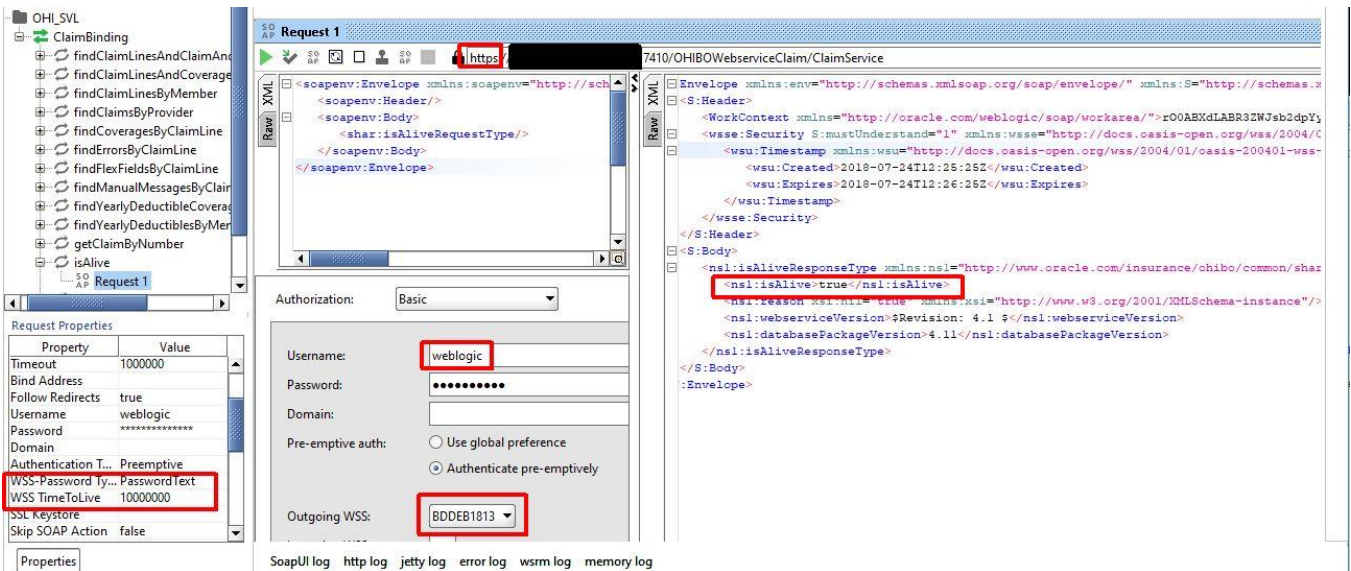 OHI_SVL
ClaimBinding
findClaimLinesAndClaimAnd
findClaimLinesAndCoverage
findClaimLinesByMember
findClaimsByProvider
findCoveragesByClaimLine
findErrorsByClaimLine
findFlexFieldsByClaimLine
findManualMessagesByClaim
findYearlyDeductibleCoverag
findYearlyDeductiblesByMer
getClaimByNumber
isAlive
SOAP Request 1
Request Properties
Property Value
Timeout 1000000
Bind Address
Follow Redirects true
Username weblogic
Password **************
Domain
Authentication T... Preemptive
WSS-Password Ty... PasswordText
WSS TimeToLive 10000000
SSL Keystore
Skip SOAP Action false
Properties
SOAP Request 1
https:/ 7410/OHIBOWebserviceClaim/ClaimService
XML
Raw
<soapenv:Envelope xmlns:soapenv="http://sch
<soapenv:Header/>
<soapenv:Body>
<shar:isAliveRequestType/>
</soapenv:Body>
</soapenv:Envelope>
Authorization: Basic
Username: weblogic
Password: ••••••••••
Domain:
Pre-emptive auth: Use global preference
Authenticate pre-emptively
Outgoing WSS: BDDEB1813
XML
Raw
Envelope xmlns:env="http://schemas.xmlsoap.org/soap/envelope/" xmlns:S="http://schemas.x
<S:Header>
<WorkContext xmlns="http://oracle.com/weblogic/soap/workarea/">rO0ABXdLABR3ZWJsb2dpYy
<wsse:Security S:mustUnderstand="1" xmlns:wsse="http://docs.oasis-open.org/wss/2004/0
<wsu:Timestamp xmlns:wsu="http://docs.oasis-open.org/wss/2004/01/oasis-200401-wss-
<wsu:Created>2018-07-24T12:25:25Z</wsu:Created>
<wsu:Expires>2018-07-24T12:26:25Z</wsu:Expires>
</wsu:Timestamp>
</wsse:Security>
</S:Header>
<S:Body>
<ns1:isAliveResponseType xmlns:ns1="http://www.oracle.com/insurance/ohibo/common/shar
<ns1:isAlive>true</ns1:isAlive>
<ns1:reason xsi:nil="true" xmlns:xsi="http://www.w3.org/2001/XMLSchema-instance"/>
<ns1:webserviceVersion>$Revision: 4.1 $</ns1:webserviceVersion>
<ns1:databasePackageVersion>4.11</ns1:databasePackageVersion>
</ns1:isAliveResponseType>
</S:Body>
:Envelope>
SoapUI log http log jetty log error log wsrm log memory log